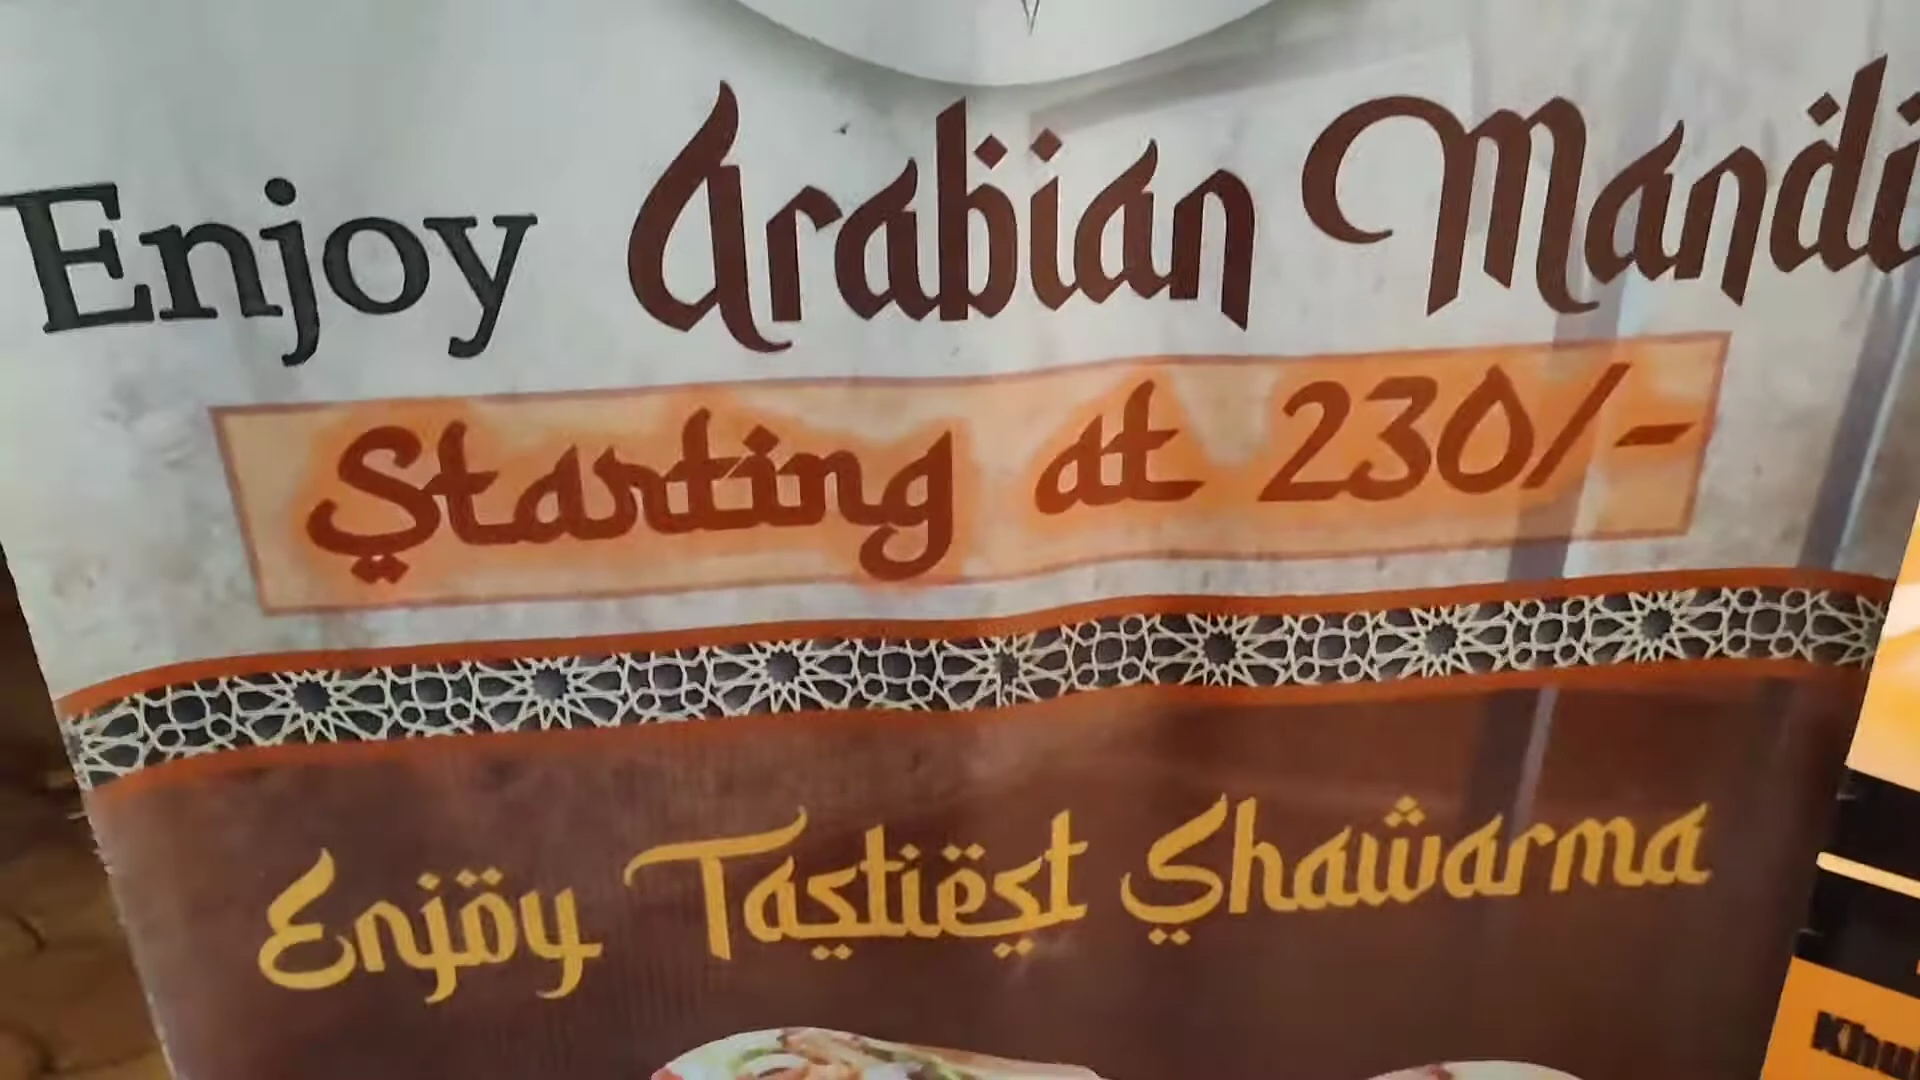 Enjoy Arabian Mandi
Starting at 230/-
Enjoy Tastiest Shawarma